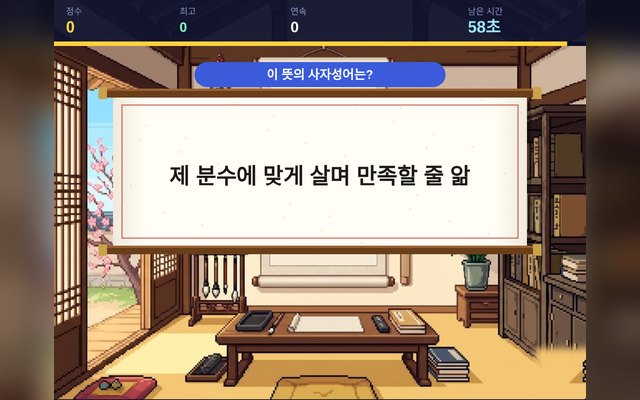 점수 최고 연속 남은 시간
0 0 0 58초
이 뜻의 사자성어는?
제 분수에 맞게 살며 만족할 줄 앎